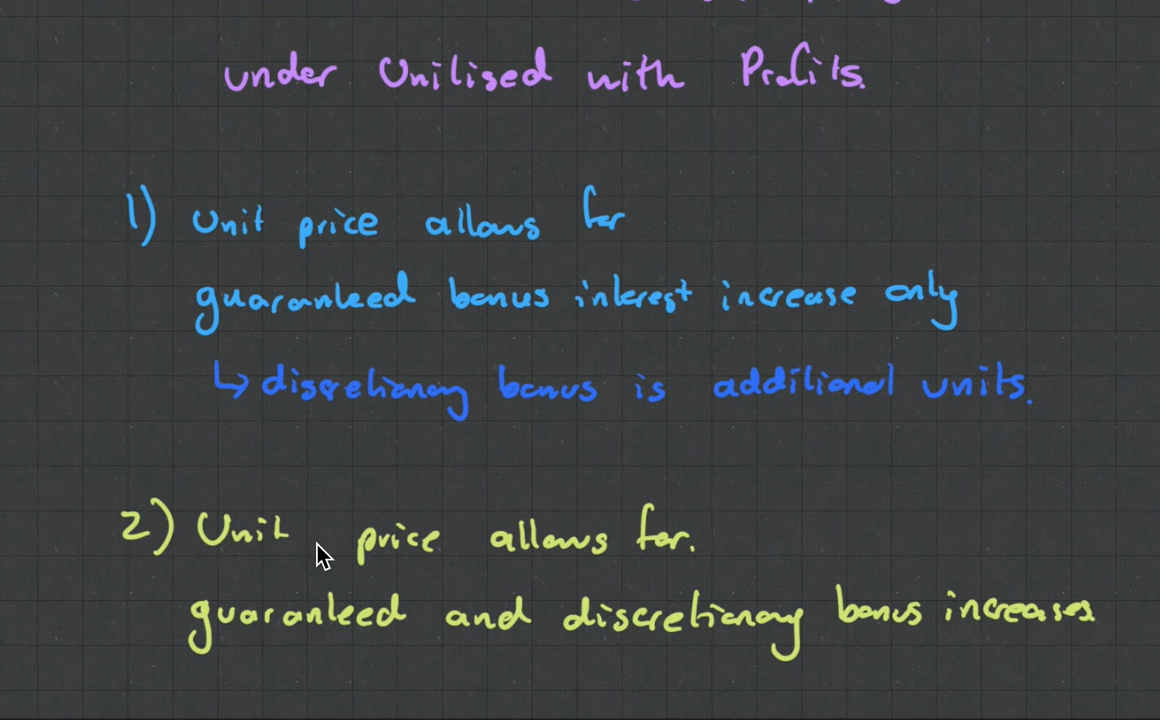 under Unitised with Profits.
1) Unit price allows for
guaranteed bonus interest increase only
↳ discretionary bonus is additional units.
2) Unit price allows for.
guaranteed and discretionary bonus increases